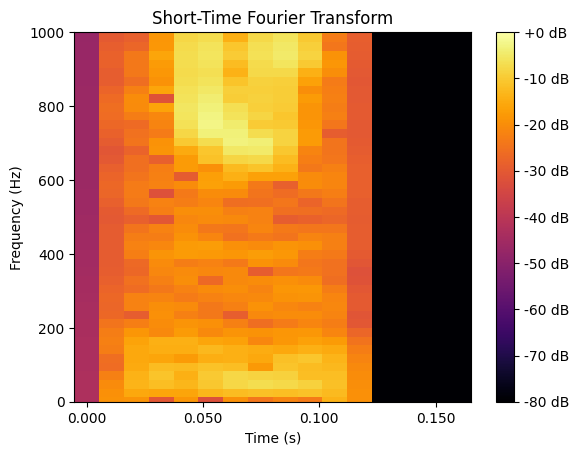 Short-Time Fourier Transform
1000
800
600
400
200
0
Frequency (Hz)
0.000
0.050
0.100
0.150
Time (s)
+0 dB
-10 dB
-20 dB
-30 dB
-40 dB
-50 dB
-60 dB
-70 dB
-80 dB